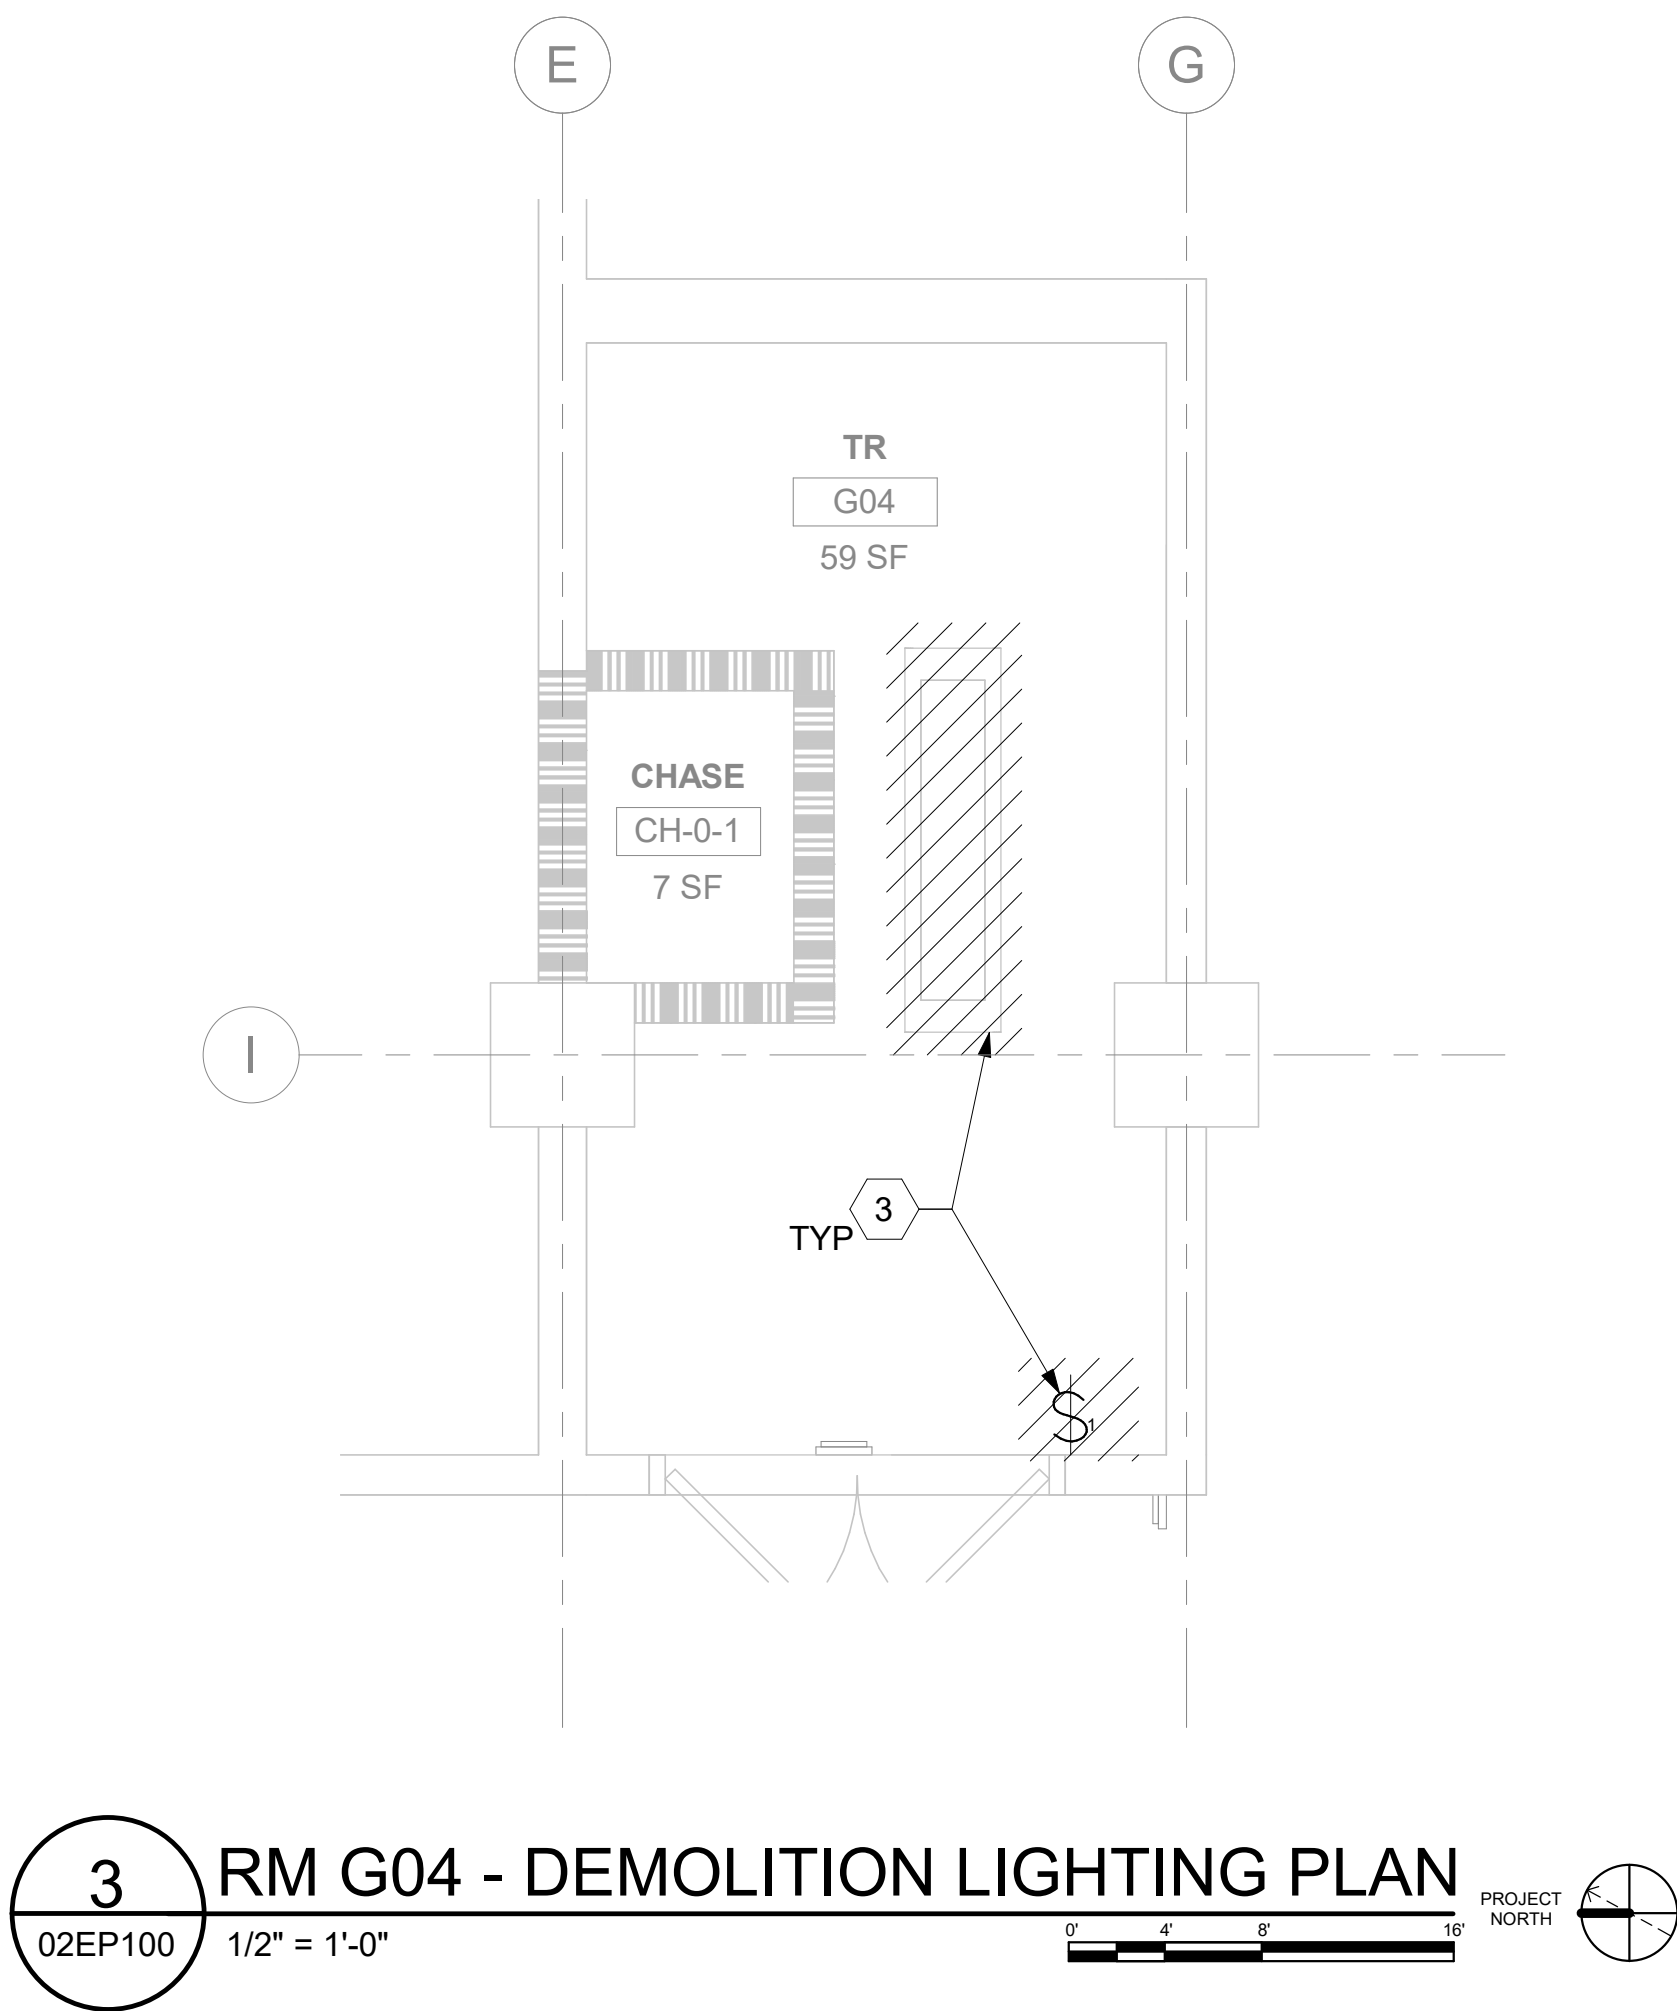 E
G
TR
G04
59 SF
CHASE
CH-0-1
7 SF
I
3
TYP
S1
3
RM G04 - DEMOLITION LIGHTING PLAN
02EP100
1/2" = 1'-0"
0' 4' 8' 16'
PROJECT
NORTH